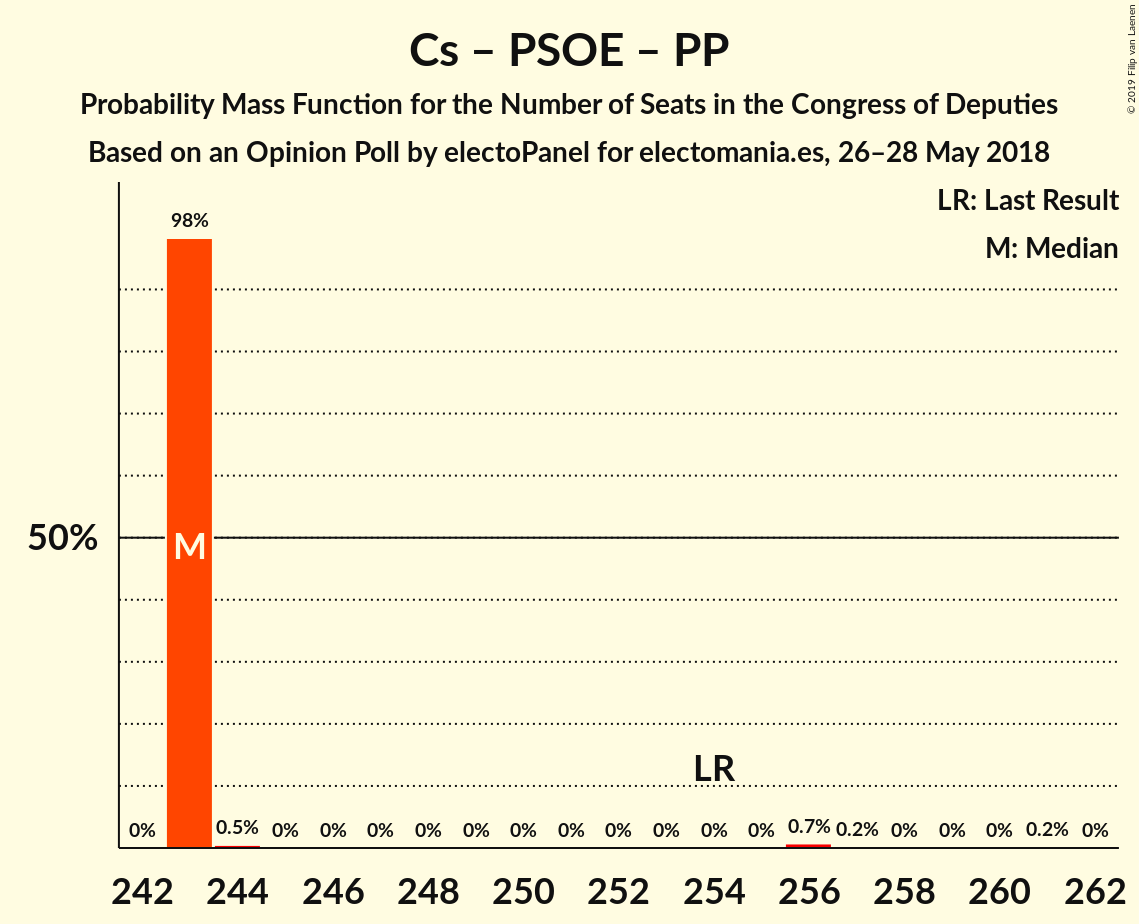 Cs – PSOE – PP
Probability Mass Function for the Number of Seats in the Congress of Deputies
Based on an Opinion Poll by electoPanel for electomania.es, 26–28 May 2018
© 2019 Filip van Laenen
LR: Last Result
M: Median
98%
50%
M
LR
0% 0.5% 0% 0% 0% 0% 0% 0% 0% 0% 0% 0% 0% 0.7% 0.2% 0% 0% 0% 0.2% 0%
242 244 246 248 250 252 254 256 258 260 262